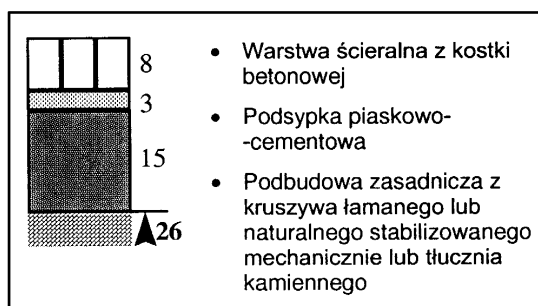 8
3
15
26
• Warstwa ścieralna z kostki
betonowej
• Podsypka piaskowo-
-cementowa
• Podbudowa zasadnicza z
kruszywa łamanego lub
naturalnego stabilizowanego
mechanicznie lub tłucznia
kamiennego